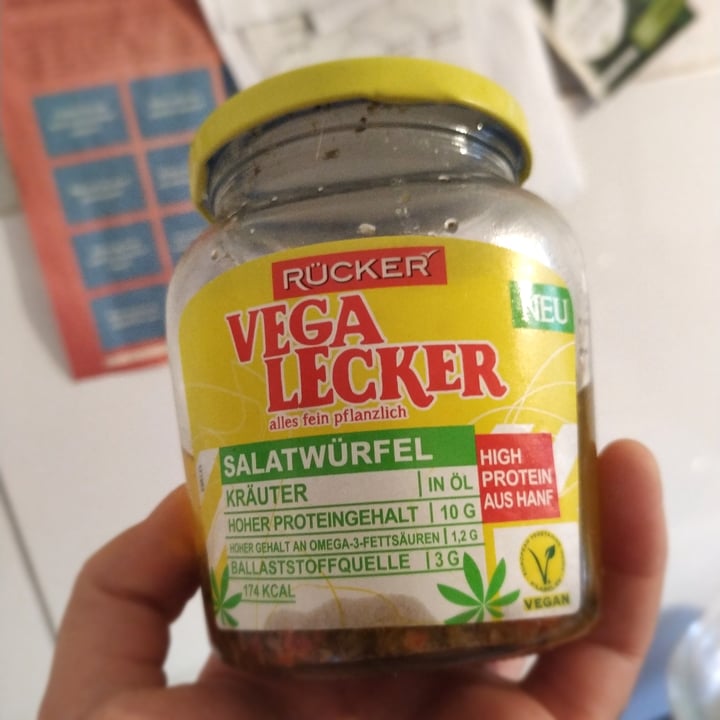 RÜCKER
NEU
VEGA
LECKER
alles fein pflanzlich
SALATWÜRFEL
KRÄUTER | IN ÖL
HOHER PROTEINGEHALT | 10 G
HOHER GEHALT AN OMEGA-3-FETTSÄUREN | 1,2 G
BALLASTSTOFFQUELLE | 3 G
174 KCAL
HIGH
PROTEIN
AUS HANF
VEGAN